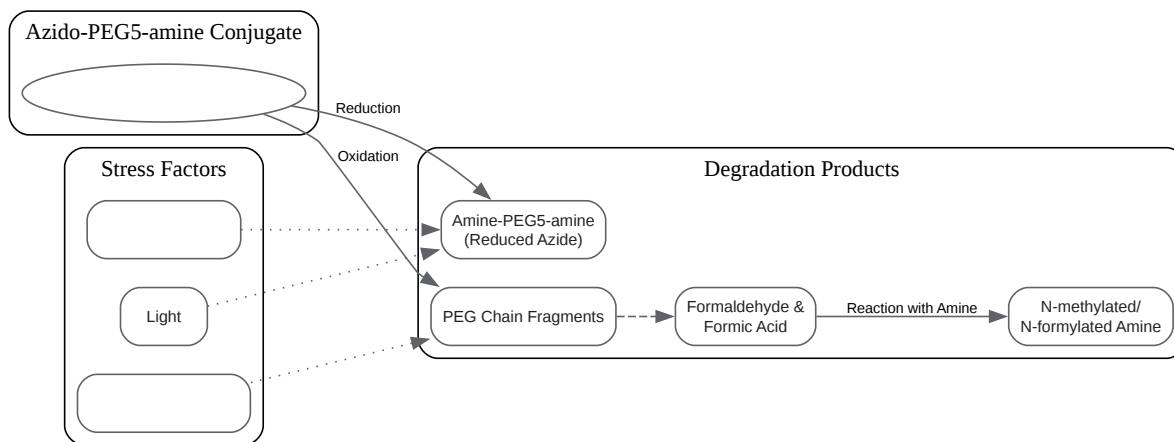 Azido-PEG5-amine Conjugate
Reduction
Oxidation
Stress Factors
Light
Degradation Products
Amine-PEG5-amine
(Reduced Azide)
PEG Chain Fragments
Formaldehyde &
Formic Acid
Reaction with Amine
N-methylated/
N-formylated Amine